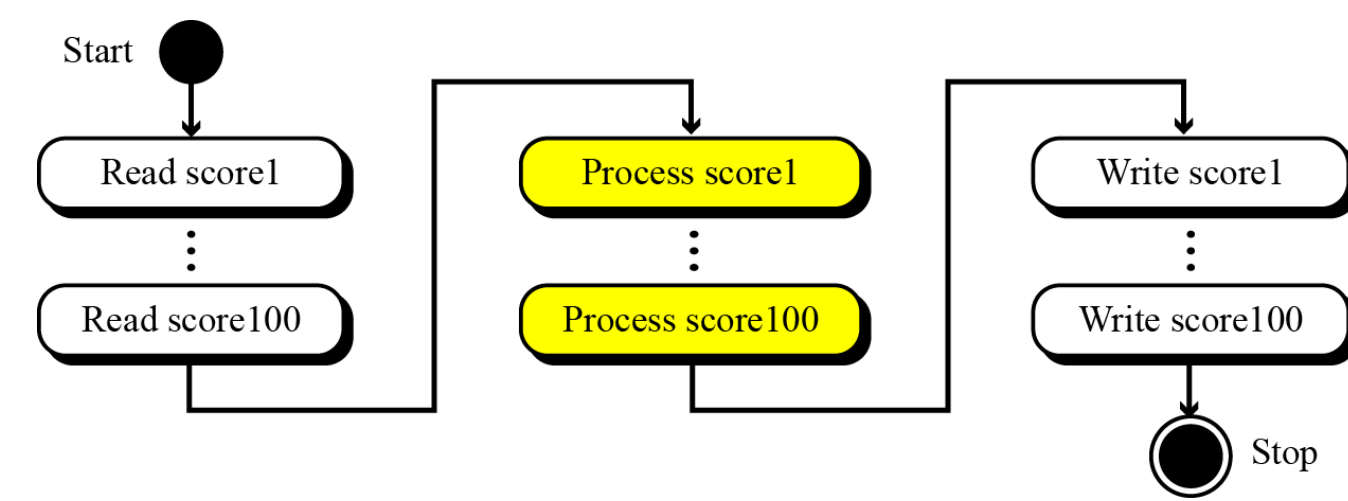 Start
Read score1
Read score100
Process score1
Process score100
Write score1
Write score100
Stop